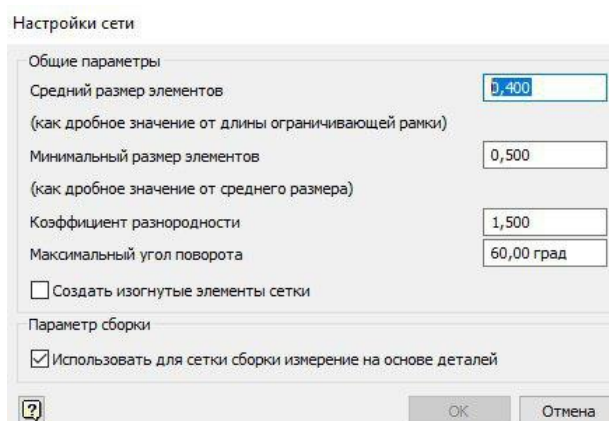 Настройки сети
Общие параметры
Средний размер элементов 0,400
(как дробное значение от длины ограничивающей рамки)
Минимальный размер элементов 0,500
(как дробное значение от среднего размера)
Коэффициент разнородности 1,500
Максимальный угол поворота 60,00 град
Создать изогнутые элементы сетки
Параметр сборки
Использовать для сетки сборки измерение на основе деталей
? ОК Отмена